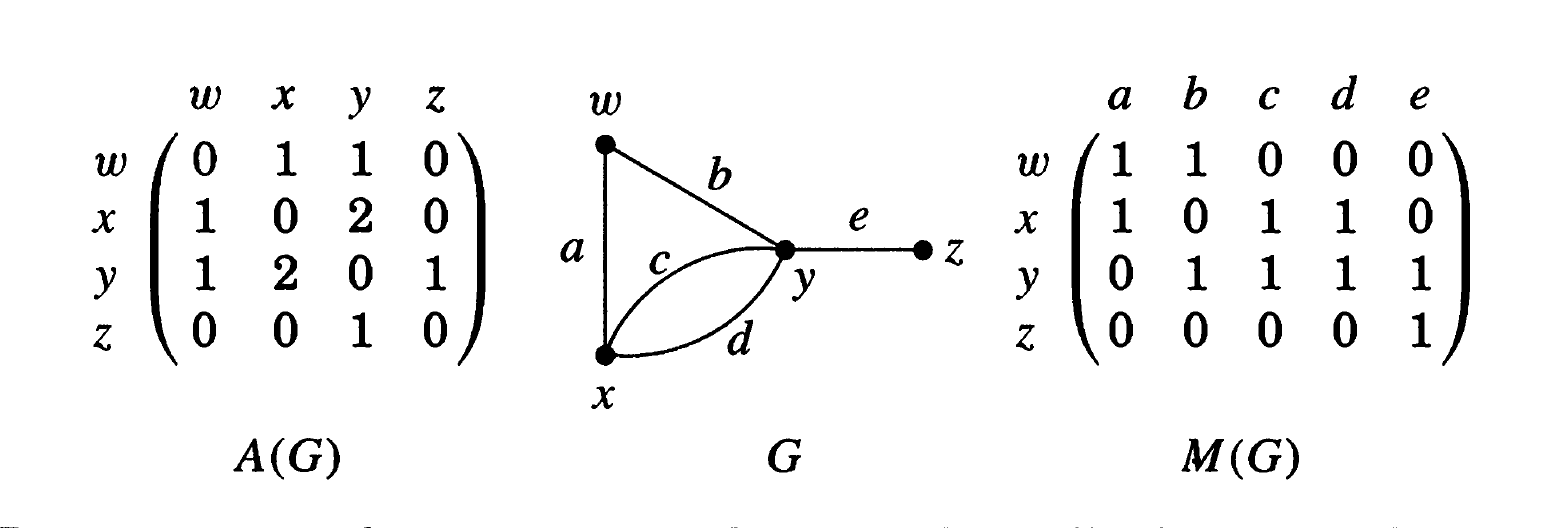 w x y z
w 0 1 1 0
x 1 0 2 0
y 1 2 0 1
z 0 0 1 0
A(G)
w
b
a
c
e
z
y
d
x
G
a b c d e
w 1 1 0 0 0
x 1 0 1 1 0
y 0 1 1 1 1
z 0 0 0 0 1
M(G)